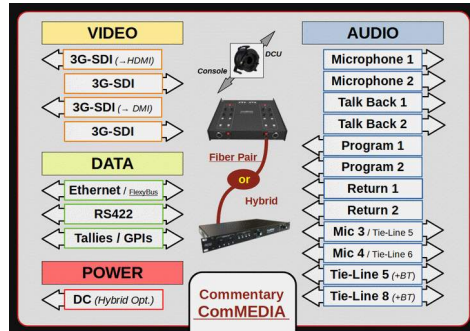 VIDEO
3G-SDI (→HDMI)
3G-SDI
3G-SDI (→ DMI)
3G-SDI
DATA
Ethernet / FlexyBus
RS422
Tallies / GPIs
POWER
DC (Hybrid Opt.)
Console
DCU
Fiber Pair
or
Hybrid
Commentary
ComMEDIA
AUDIO
Microphone 1
Microphone 2
Talk Back 1
Talk Back 2
Program 1
Program 2
Return 1
Return 2
Mic 3 / Tie-Line 5
Mic 4 / Tie-Line 6
Tie-Line 5 (+BT)
Tie-Line 8 (+BT)